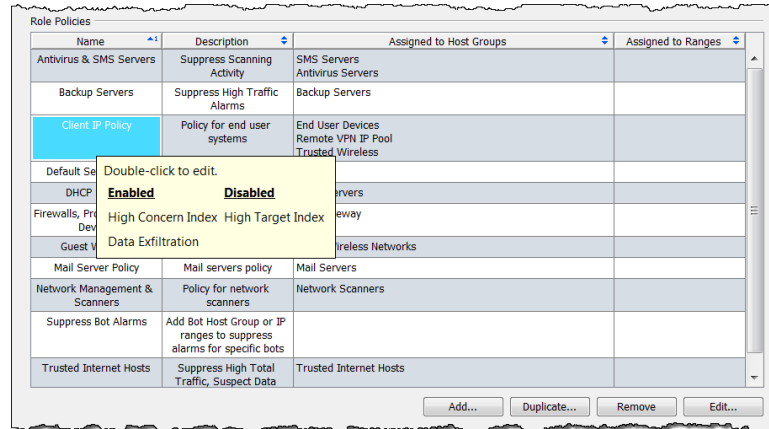 Role Policies
Name 1 Description Assigned to Host Groups Assigned to Ranges
Antivirus & SMS Servers Suppress Scanning SMS Servers
Activity Antivirus Servers
Backup Servers Suppress High Traffic Backup Servers
Alarms
Client IP Policy Policy for end user End User Devices
systems Remote VPN IP Pool
Trusted Wireless
Default Se
Double-click to edit.
Enabled Disabled
High Concern Index High Target Index
Data Exfiltration
DHCP ervers
Firewalls, Pro eway
Dev
Guest W ireless Networks
Mail Server Policy Mail servers policy Mail Servers
Network Management & Policy for network Network Scanners
Scanners scanners
Suppress Bot Alarms Add Bot Host Group or IP
ranges to suppress
alarms for specific bots
Trusted Internet Hosts Suppress High Total Trusted Internet Hosts
Traffic, Suspect Data
Add... Duplicate... Remove Edit...